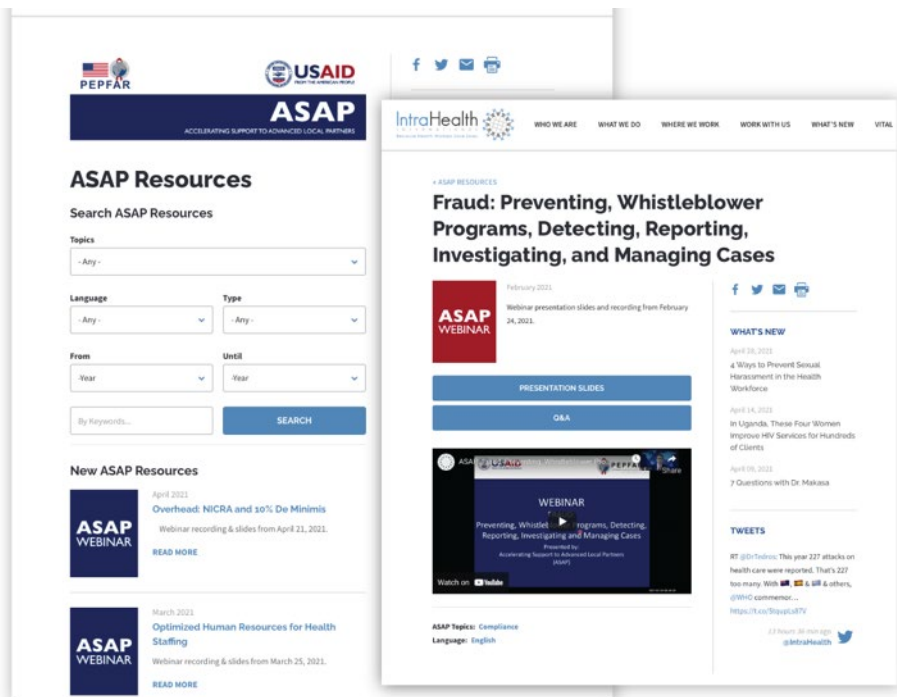 PEPFAR
USAID
FROM THE AMERICAN PEOPLE
ASAP
ACCELERATING SUPPORT TO ADVANCED LOCAL PARTNERS
ASAP Resources
Search ASAP Resources
Topics
- Any -
Language
Type
- Any -
- Any -
From
Until
-Year
-Year
By Keywords...
SEARCH
New ASAP Resources
ASAP
WEBINAR
April 2021
Overhead: NICRA and 10% De Minimis
Webinar recording & slides from April 21, 2021.
READ MORE
ASAP
WEBINAR
March 2021
Optimized Human Resources for Health
Staffing
Webinar recording & slides from March 25, 2021.
READ MORE
IntraHealth
INTERNATIONAL
WHO WE ARE
WHAT WE DO
WHERE WE WORK
WORK WITH US
WHAT'S NEW
VITAL
« ASAP RESOURCES
Fraud: Preventing, Whistleblower
Programs, Detecting, Reporting,
Investigating, and Managing Cases
ASAP
WEBINAR
February 2021
Webinar presentation slides and recording from February
24, 2021.
PRESENTATION SLIDES
Q&A
USAID
PEPFAR
Share
WEBINAR
Preventing, Whistleblower Programs, Detecting,
Reporting, Investigating and Managing Cases
Presented by:
Accelerating Support to Advanced Local Partners
(ASAP)
Watch on YouTube
ASAP Topics: Compliance
Language: English
WHAT'S NEW
April 28, 2021
4 Ways to Prevent Sexual
Harassment in the Health
Workforce
April 14, 2021
In Uganda, These Four Women
Improve HIV Services for Hundreds
of Clients
April 09, 2021
7 Questions with Dr. Makasa
TWEETS
RT @DrTedros: This year 227 attacks on
health care were reported. That's 227
too many. With & others,
@WHO commemor...
13 hours 30 min ago
@IntraHealth